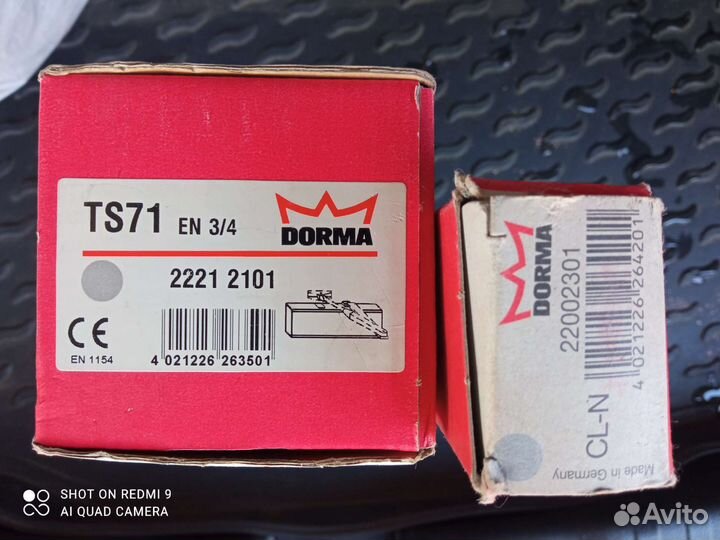 TS71 EN 3/4
DORMA
2221 2101
CE
EN 1154
4 021226 263501
DORMA
22002301
CL-N
4 021226 264201
Made in Germany
SHOT ON REDMI 9
AI QUAD CAMERA
Avito